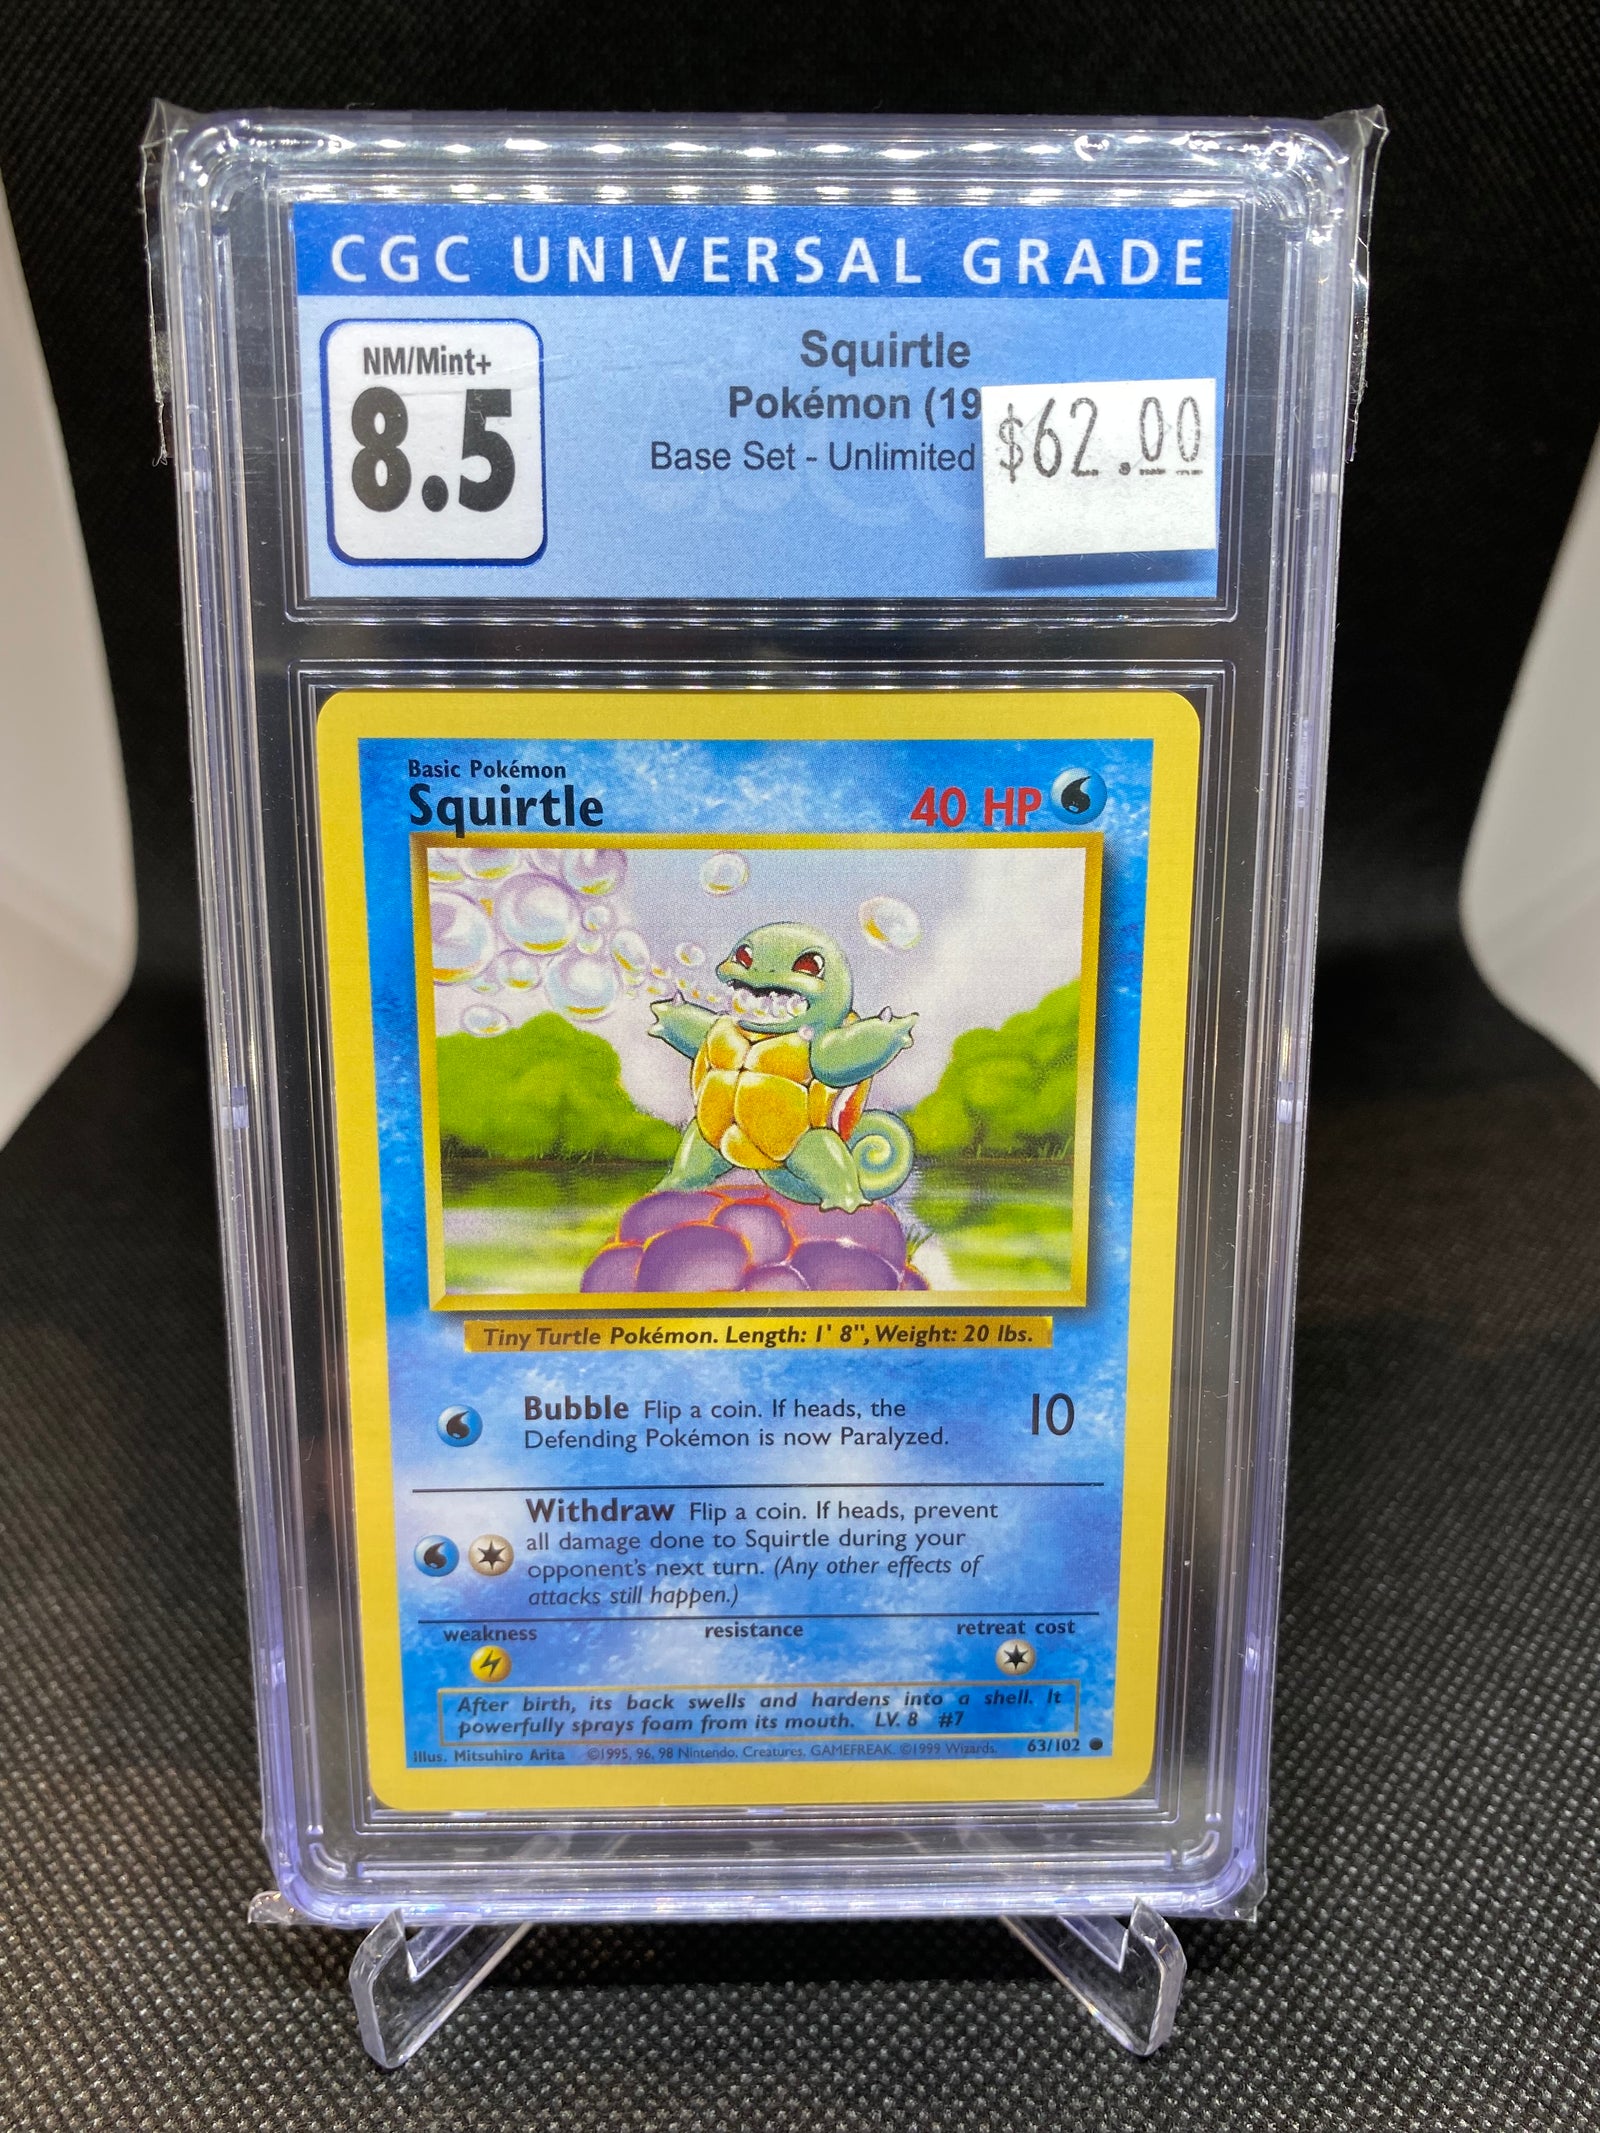 CGC UNIVERSAL GRADE
NM/Mint+
8.5
Squirtle
Pokémon (19
Base Set - Unlimited
$62.00
Basic Pokémon
Squirtle
40 HP
Tiny Turtle Pokémon. Length: 1' 8", Weight: 20 lbs.
Bubble Flip a coin. If heads, the
Defending Pokémon is now Paralyzed.
10
Withdraw Flip a coin. If heads, prevent
all damage done to Squirtle during your
opponent's next turn. (Any other effects of
attacks still happen.)
weakness resistance retreat cost
After birth, its back swells and hardens into a shell. It
powerfully sprays foam from its mouth. LV. 8 #7
Illus. Mitsuhiro Arita ©1995, 96, 98 Nintendo, Creatures, GAMEFREAK. ©1999 Wizards. 63/102